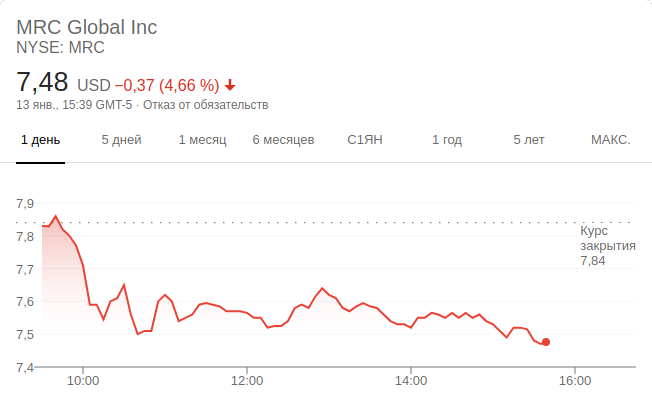 MRC Global Inc
NYSE: MRC
7,48 USD −0,37 (4,66 %)
13 янв., 15:39 GMT-5 · Отказ от обязательств
1 день 5 дней 1 месяц 6 месяцев С1ЯН 1 год 5 лет МАКС.
7,9
7,8
7,7
7,6
7,5
7,4
Курс
закрытия
7,84
10:00 12:00 14:00 16:00